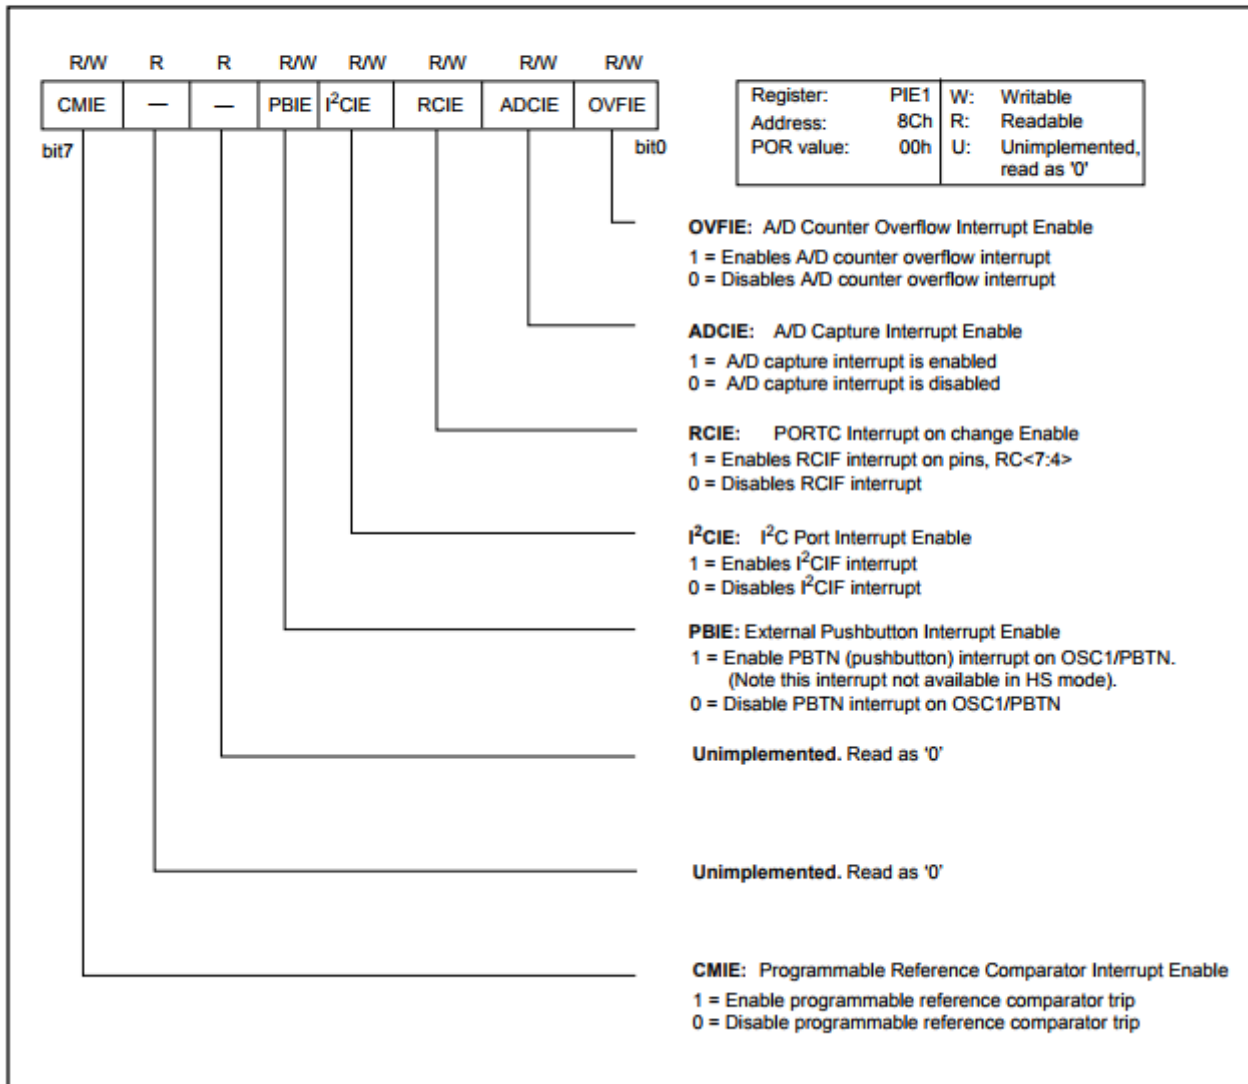 R/W R R R/W R/W R/W R/W R/W
CMIE — — PBIE I²CIE RCIE ADCIE OVFIE
bit7 bit0
Register: PIE1 W: Writable
Address: 8Ch R: Readable
POR value: 00h U: Unimplemented,
read as '0'
OVFIE: A/D Counter Overflow Interrupt Enable
1 = Enables A/D counter overflow interrupt
0 = Disables A/D counter overflow interrupt
ADCIE: A/D Capture Interrupt Enable
1 = A/D capture interrupt is enabled
0 = A/D capture interrupt is disabled
RCIE: PORTC Interrupt on change Enable
1 = Enables RCIF interrupt on pins, RC<7:4>
0 = Disables RCIF interrupt
I²CIE: I²C Port Interrupt Enable
1 = Enables I²CIF interrupt
0 = Disables I²CIF interrupt
PBIE: External Pushbutton Interrupt Enable
1 = Enable PBTN (pushbutton) interrupt on OSC1/PBTN.
(Note this interrupt not available in HS mode).
0 = Disable PBTN interrupt on OSC1/PBTN
Unimplemented. Read as '0'
Unimplemented. Read as '0'
CMIE: Programmable Reference Comparator Interrupt Enable
1 = Enable programmable reference comparator trip
0 = Disable programmable reference comparator trip